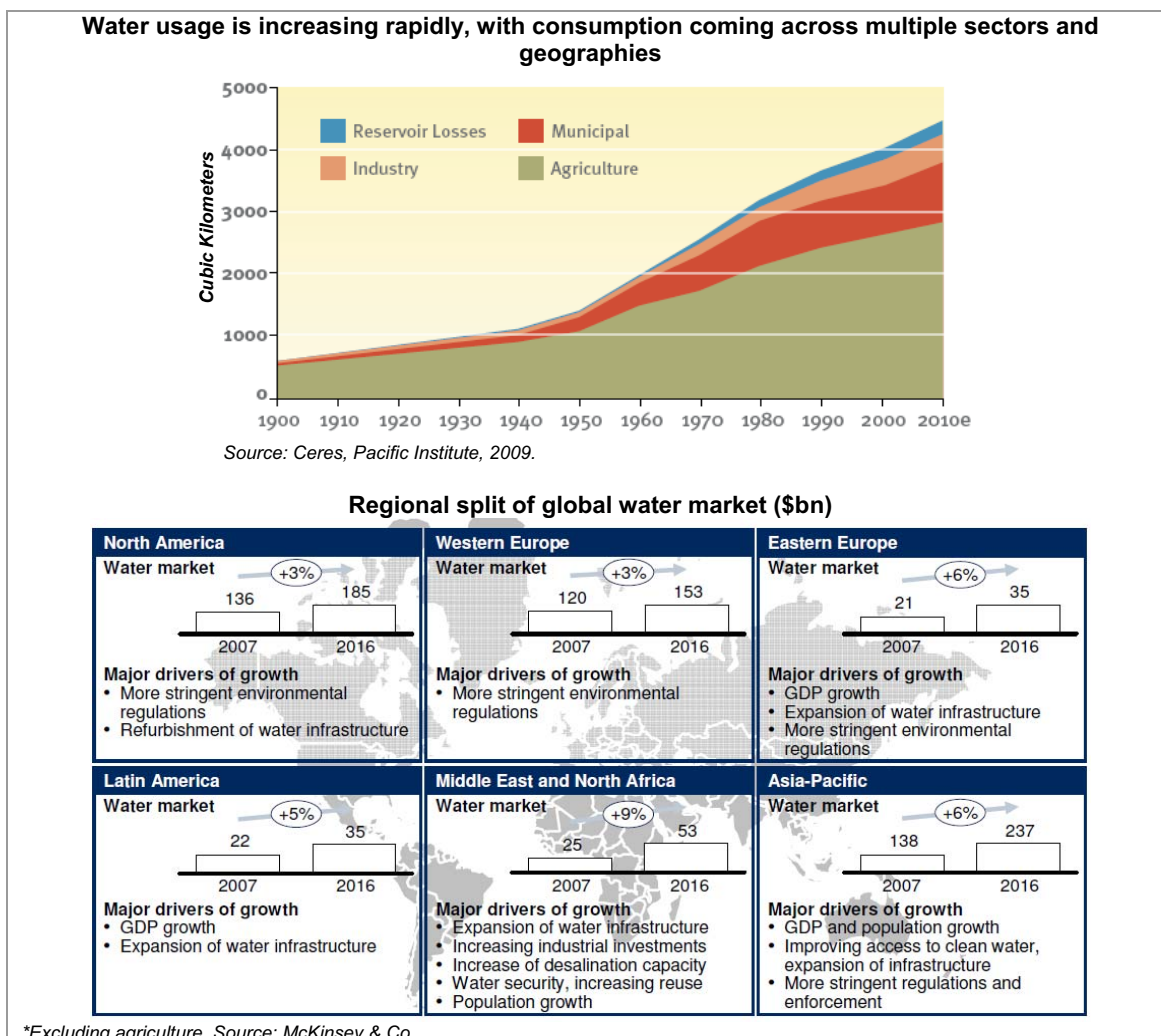 Water usage is increasing rapidly, with consumption coming across multiple sectors and
geographies
5000
4000
3000
2000
1000
0
Cubic Kilometers
Reservoir Losses
Municipal
Industry
Agriculture
1900 1910 1920 1930 1940 1950 1960 1970 1980 1990 2000 2010e
Source: Ceres, Pacific Institute, 2009.
Regional split of global water market ($bn)
North America
Water market
+3%
136
185
2007
2016
Major drivers of growth
• More stringent environmental
regulations
• Refurbishment of water infrastructure
Western Europe
Water market
+3%
120
153
2007
2016
Major drivers of growth
• More stringent environmental
regulations
Eastern Europe
Water market
+6%
21
35
2007
2016
Major drivers of growth
• GDP growth
• Expansion of water infrastructure
• More stringent environmental
regulations
Latin America
Water market
+5%
22
35
2007
2016
Major drivers of growth
• GDP growth
• Expansion of water infrastructure
Middle East and North Africa
Water market
+9%
25
53
2007
2016
Major drivers of growth
• Expansion of water infrastructure
• Increasing industrial investments
• Increase of desalination capacity
• Water security, increasing reuse
• Population growth
Asia-Pacific
Water market
+6%
138
237
2007
2016
Major drivers of growth
• GDP and population growth
• Improving access to clean water,
expansion of infrastructure
• More stringent regulations and
enforcement
*Excluding agriculture. Source: McKinsey & Co